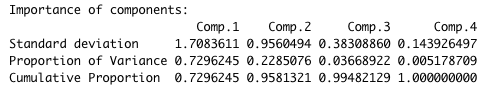 Importance of components:
Comp.1 Comp.2 Comp.3 Comp.4
Standard deviation 1.7083611 0.9560494 0.38308860 0.143926497
Proportion of Variance 0.7296245 0.2285076 0.03668922 0.005178709
Cumulative Proportion 0.7296245 0.9581321 0.99482129 1.000000000